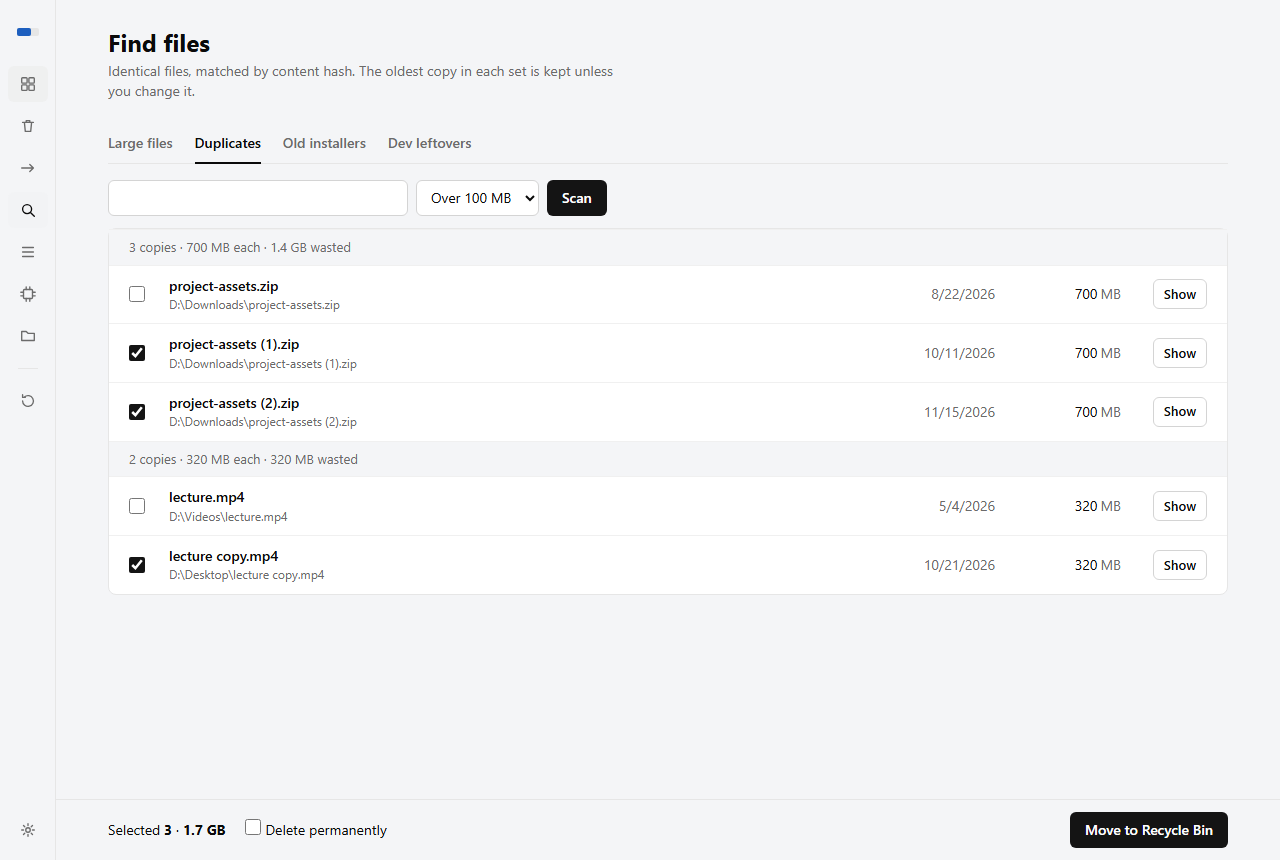 Find files
Identical files, matched by content hash. The oldest copy in each set is kept unless
you change it.
Large files Duplicates Old installers Dev leftovers
Over 100 MB Scan
3 copies · 700 MB each · 1.4 GB wasted
project-assets.zip
D:\Downloads\project-assets.zip
8/22/2026 700 MB Show
project-assets (1).zip
D:\Downloads\project-assets (1).zip
10/11/2026 700 MB Show
project-assets (2).zip
D:\Downloads\project-assets (2).zip
11/15/2026 700 MB Show
2 copies · 320 MB each · 320 MB wasted
lecture.mp4
D:\Videos\lecture.mp4
5/4/2026 320 MB Show
lecture copy.mp4
D:\Desktop\lecture copy.mp4
10/21/2026 320 MB Show
Selected 3 · 1.7 GB Delete permanently Move to Recycle Bin